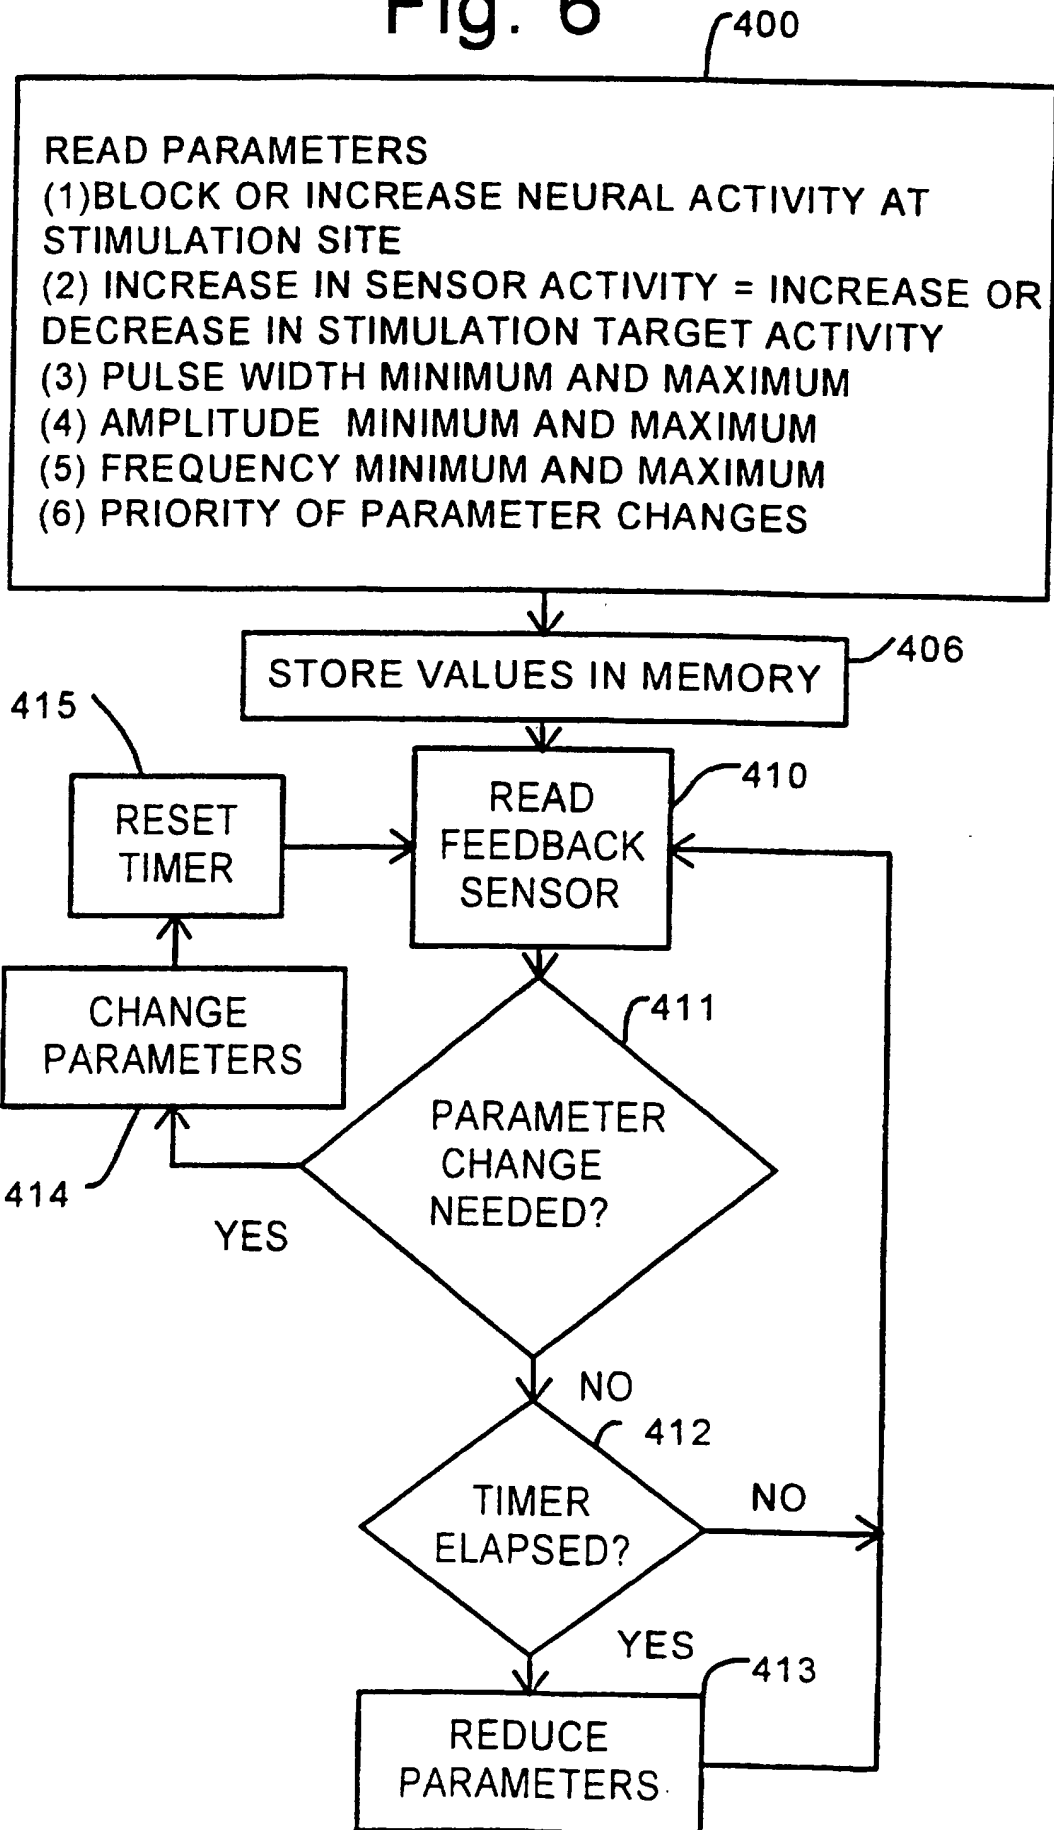 Fig. 6
400
READ PARAMETERS
(1)BLOCK OR INCREASE NEURAL ACTIVITY AT
STIMULATION SITE
(2) INCREASE IN SENSOR ACTIVITY = INCREASE OR
DECREASE IN STIMULATION TARGET ACTIVITY
(3) PULSE WIDTH MINIMUM AND MAXIMUM
(4) AMPLITUDE MINIMUM AND MAXIMUM
(5) FREQUENCY MINIMUM AND MAXIMUM
(6) PRIORITY OF PARAMETER CHANGES
STORE VALUES IN MEMORY
406
415
RESET
TIMER
READ
FEEDBACK
SENSOR
410
CHANGE
PARAMETERS
414
411
PARAMETER
CHANGE
NEEDED?
YES
NO
412
TIMER
ELAPSED?
NO
YES
413
REDUCE
PARAMETERS